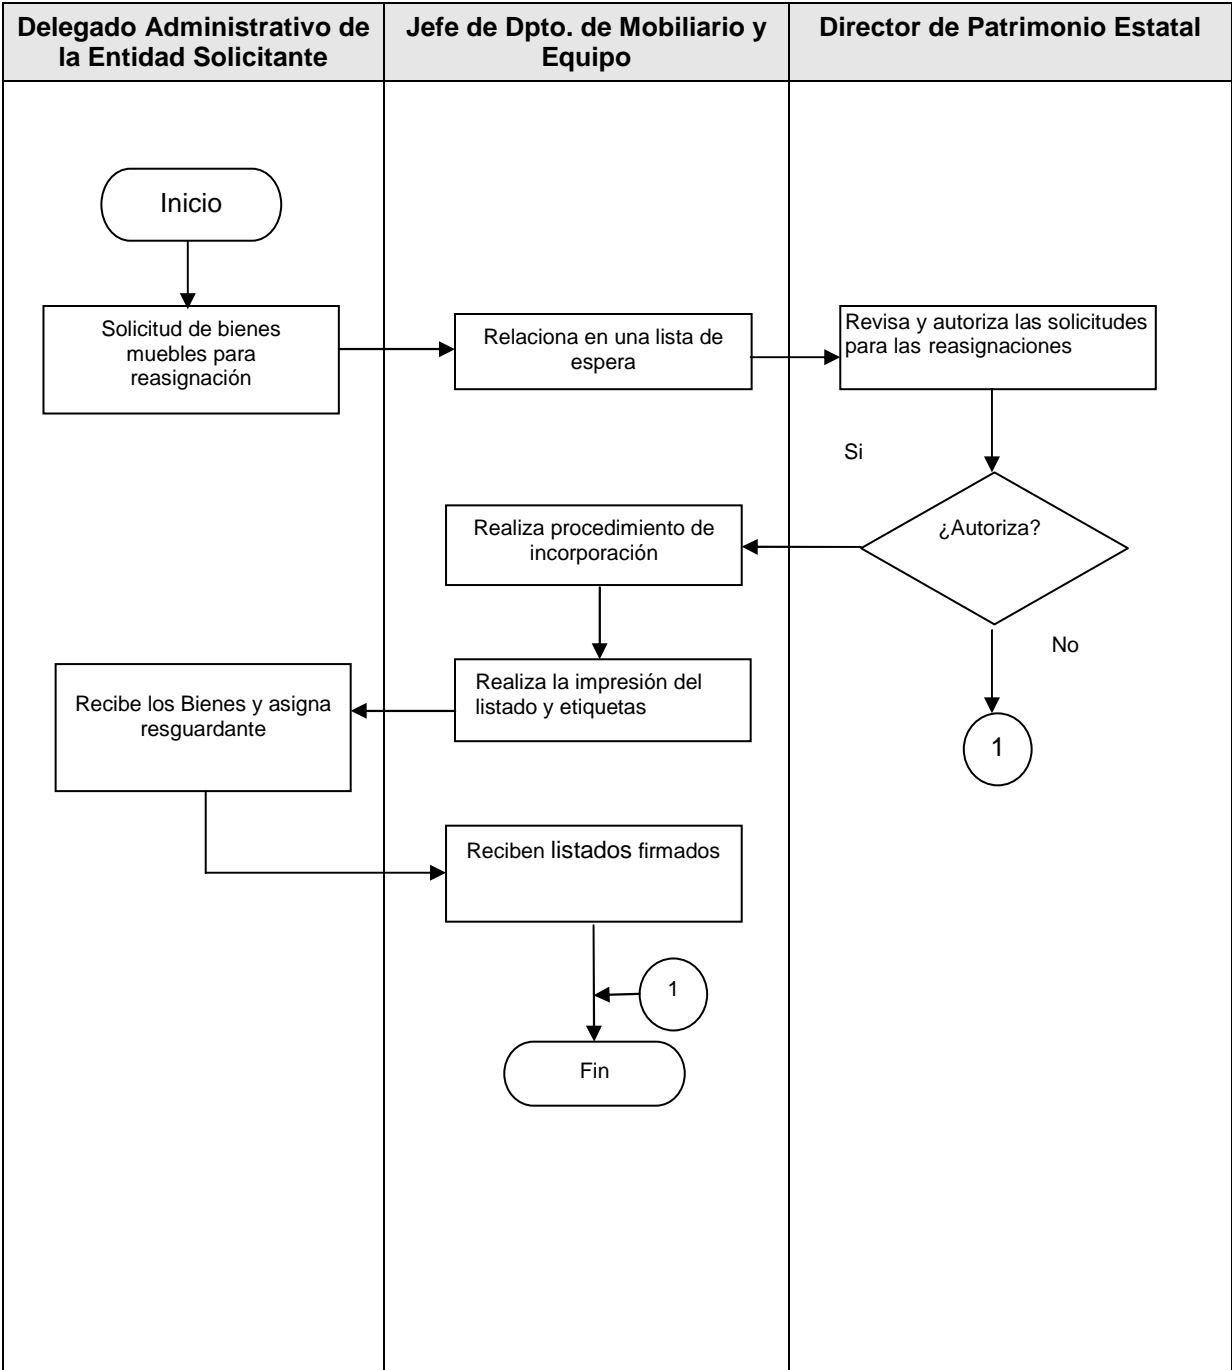 Delegado Administrativo de
la Entidad Solicitante
Jefe de Dpto. de Mobiliario y
Equipo
Director de Patrimonio Estatal
Inicio
Solicitud de bienes
muebles para
reasignación
Relaciona en una lista de
espera
Revisa y autoriza las solicitudes
para las reasignaciones
Si
¿Autoriza?
Realiza procedimiento de
incorporación
No
Realiza la impresión del
listado y etiquetas
Recibe los Bienes y asigna
resguardante
1
Reciben listados firmados
1
Fin